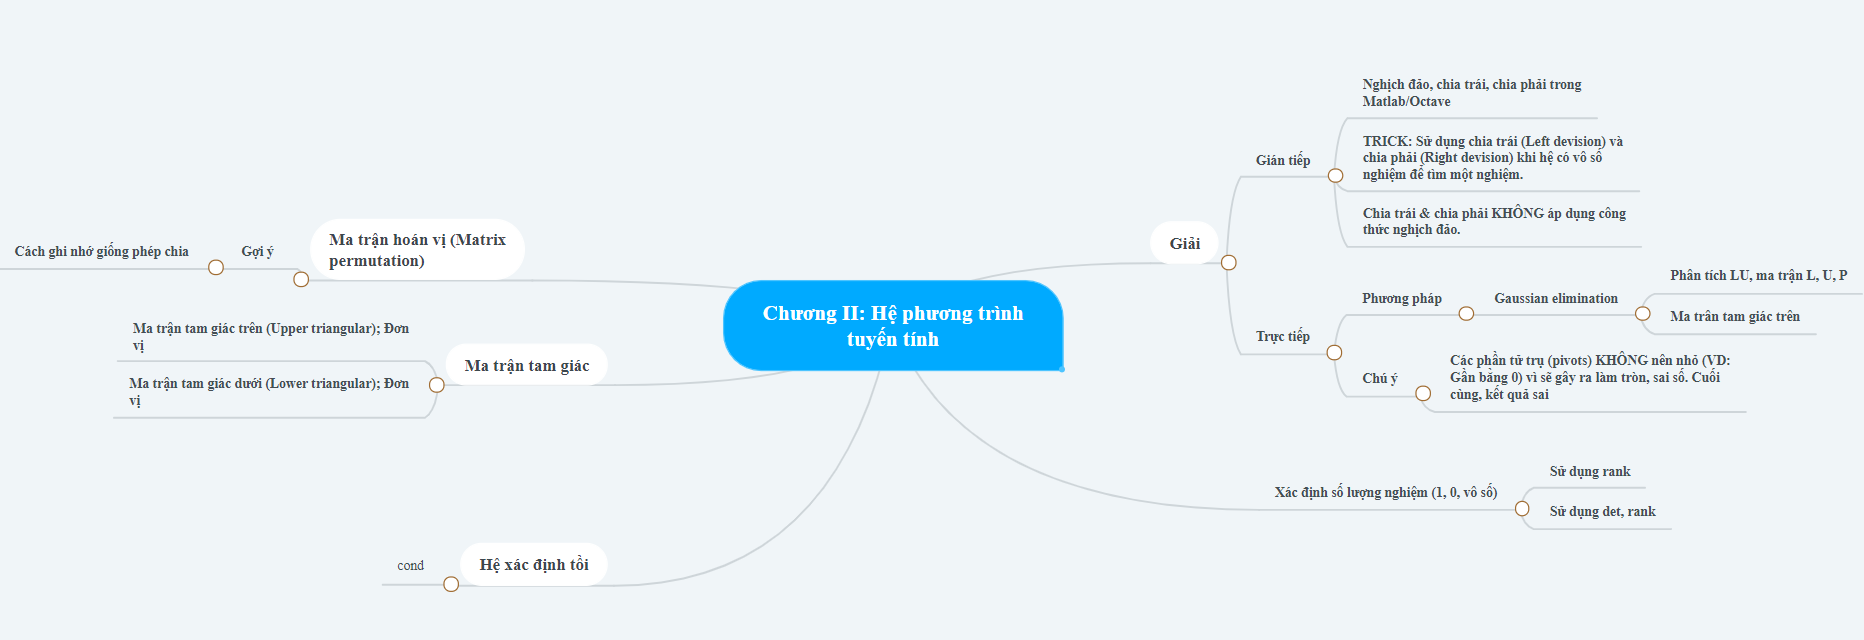 Chương II: Hệ phương trình
tuyến tính
Giải
Gián tiếp
Nghịch đảo, chia trái, chia phải trong
Matlab/Octave
TRICK: Sử dụng chia trái (Left devision) và
chia phải (Right devision) khi hệ có vô số
nghiệm để tìm một nghiệm.
Chia trái & chia phải KHÔNG áp dụng công
thức nghịch đảo.
Trực tiếp
Phương pháp
Gaussian elimination
Phân tích LU, ma trận L, U, P
Ma trân tam giác trên
Chú ý
Các phần tử trụ (pivots) KHÔNG nên nhỏ (VD:
Gần bằng 0) vì sẽ gây ra làm tròn, sai số. Cuối
cùng, kết quả sai
Xác định số lượng nghiệm (1, 0, vô số)
Sử dụng rank
Sử dụng det, rank
Ma trận hoán vị (Matrix
permutation)
Gợi ý
Cách ghi nhớ giống phép chia
Ma trận tam giác
Ma trận tam giác trên (Upper triangular); Đơn
vị
Ma trận tam giác dưới (Lower triangular); Đơn
vị
Hệ xác định tồi
cond